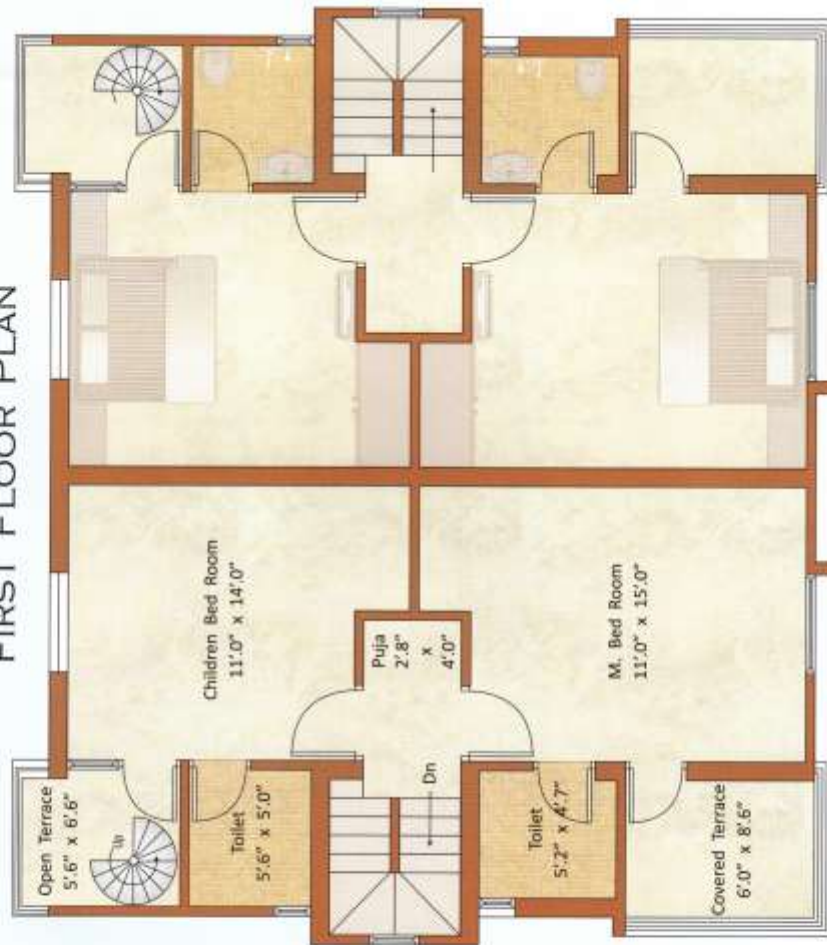 FIRST FLOOR PLAN
Open Terrace
5'.6" x 6'.6"
Up
Toilet
5'.6" x 5'.0"
Children Bed Room
11'.0" x 14'.0"
Puja
2'.8"
x
4'.0"
Dn
Toilet
5'.2" x 4'.7"
M. Bed Room
11'.0" x 15'.0"
Covered Terrace
6'.0" x 8'.6"